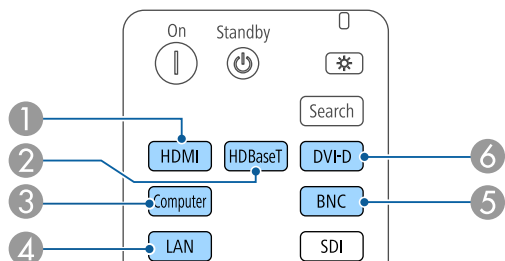 On Standby
Search
1 HDMI HDBaseT DVI-D 6
2
3 Computer BNC 5
4 LAN SDI